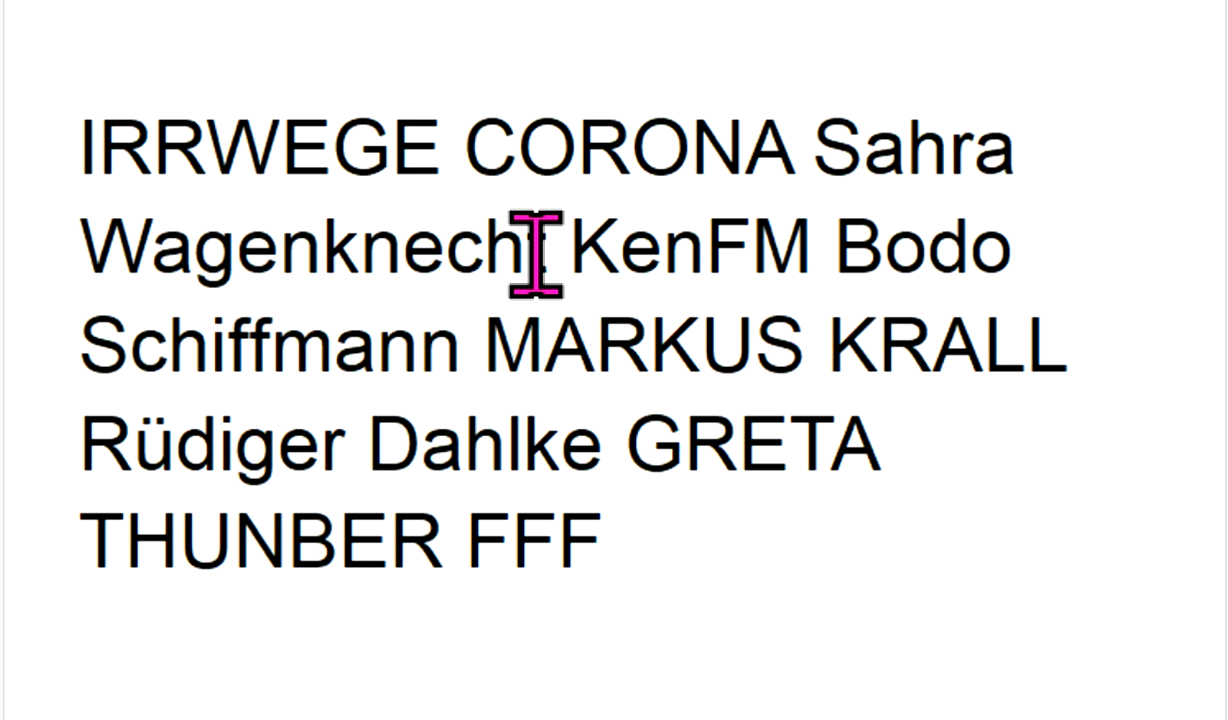 IRRWEGE CORONA Sahra
Wagenknecht KenFM Bodo
Schiffmann MARKUS KRALL
Rüdiger Dahlke GRETA
THUNBER FFF